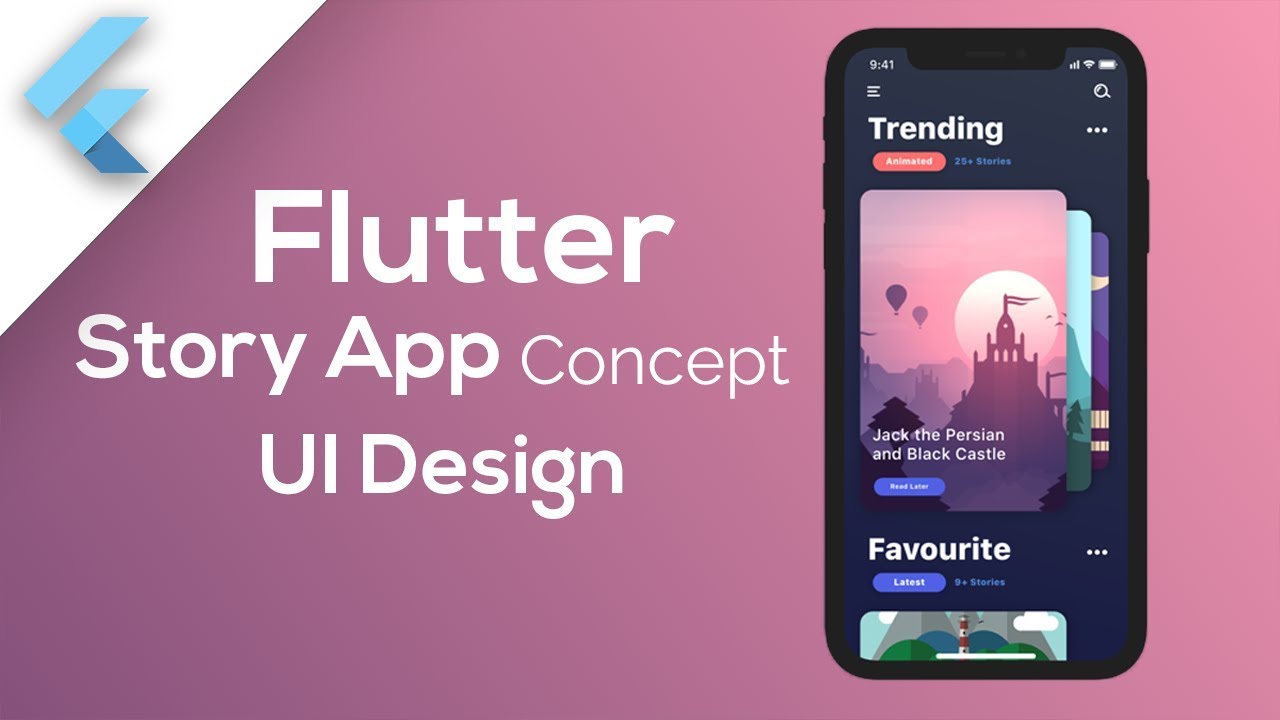 Flutter
Story App Concept
UI Design
9:41
Trending
Animated 25+ Stories
Jack the Persian
and Black Castle
Read Later
Favourite
Latest 9+ Stories